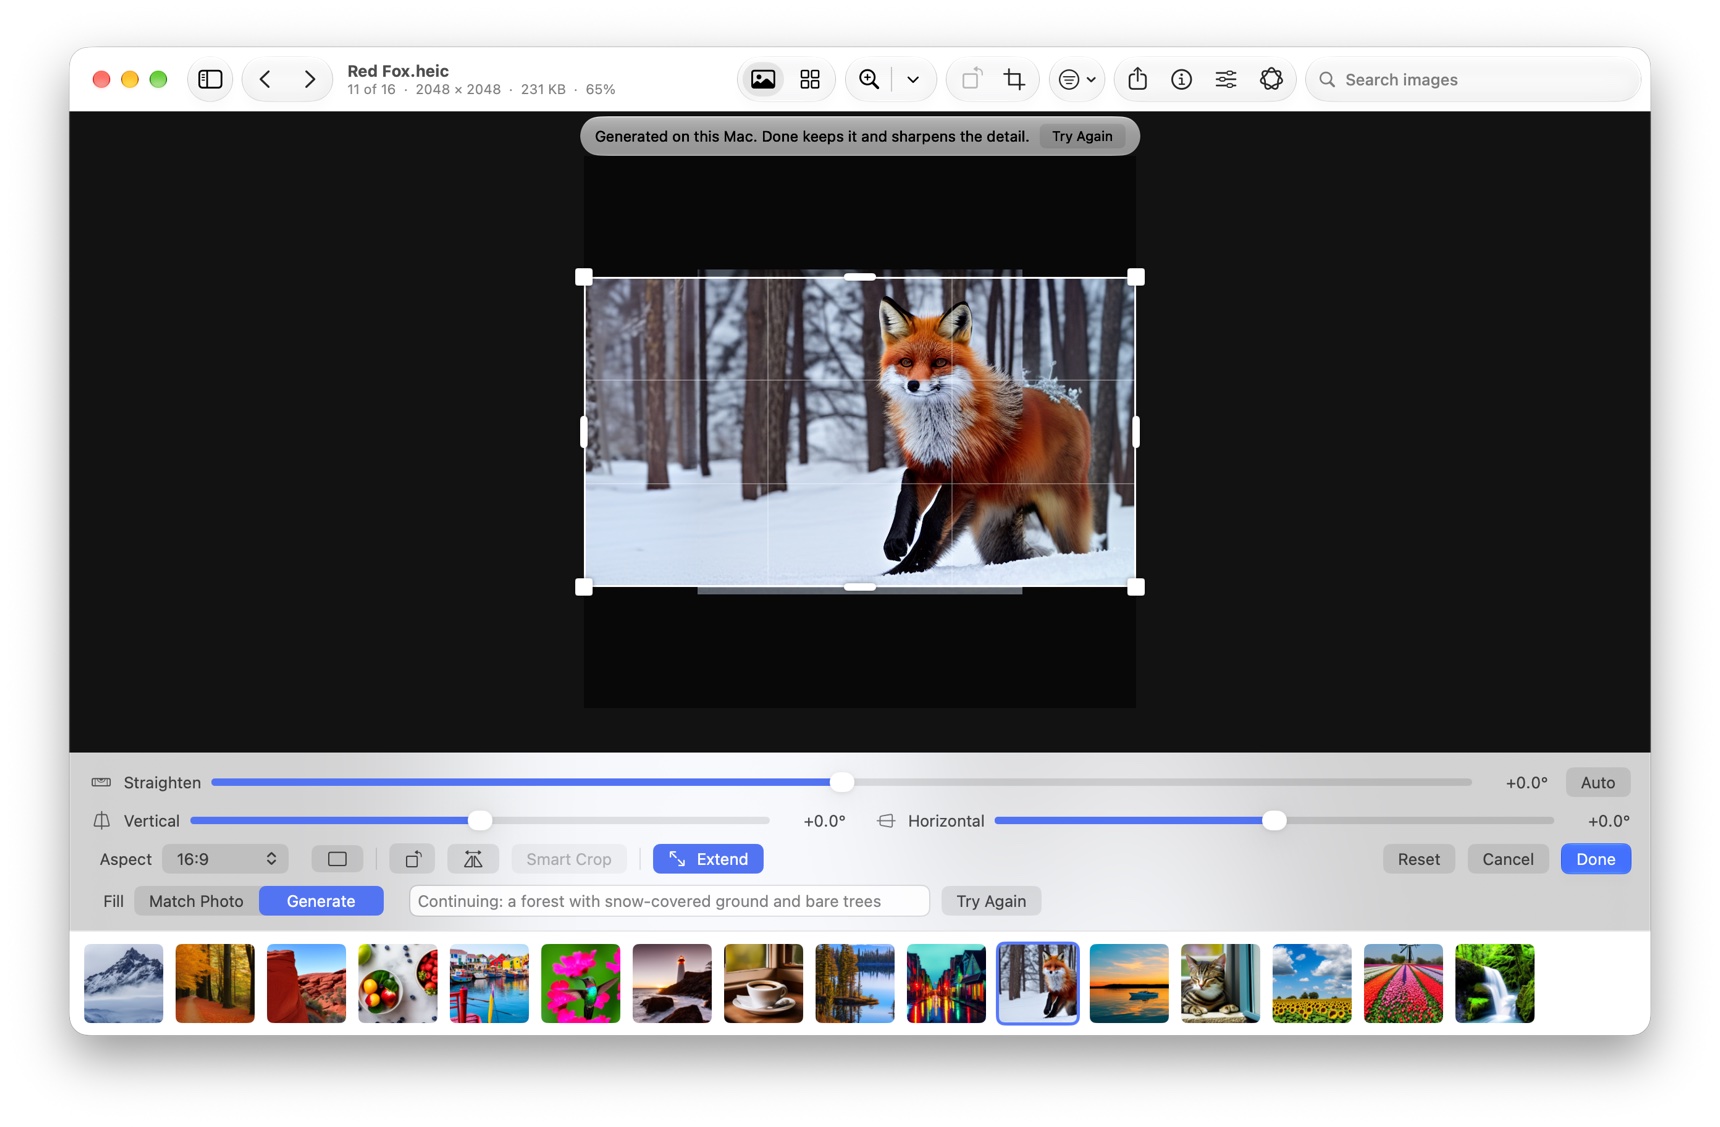 Red Fox.heic
11 of 16 · 2048 × 2048 · 231 KB · 65%
Search images
Generated on this Mac. Done keeps it and sharpens the detail. Try Again
Straighten +0.0° Auto
Vertical +0.0° Horizontal +0.0°
Aspect 16:9 Smart Crop Extend Reset Cancel Done
Fill Match Photo Generate Continuing: a forest with snow-covered ground and bare trees Try Again